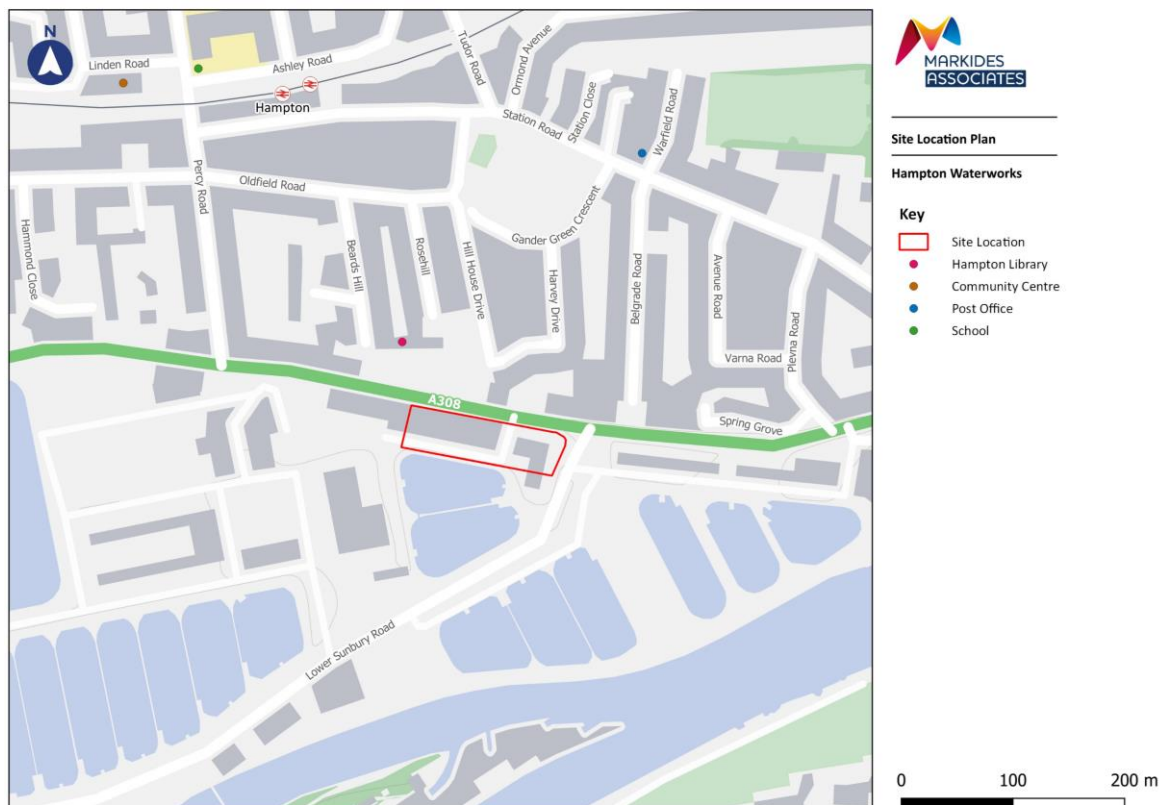 N
Linden Road
Ashley Road
Hampton
Tudor Road
Ormond Avenue
Station Road
Station Close
Warfield Road
Percy Road
Oldfield Road
Hammond Close
Beards Hill
Rosehill
Hill House Drive
Gander Green Crescent
Harvey Drive
Belgrade Road
Avenue Road
Varna Road
Plevna Road
Spring Grove
A308
Lower Sunbury Road
MARKIDES
ASSOCIATES
Site Location Plan
Hampton Waterworks
Key
Site Location
Hampton Library
Community Centre
Post Office
School
0 100 200 m